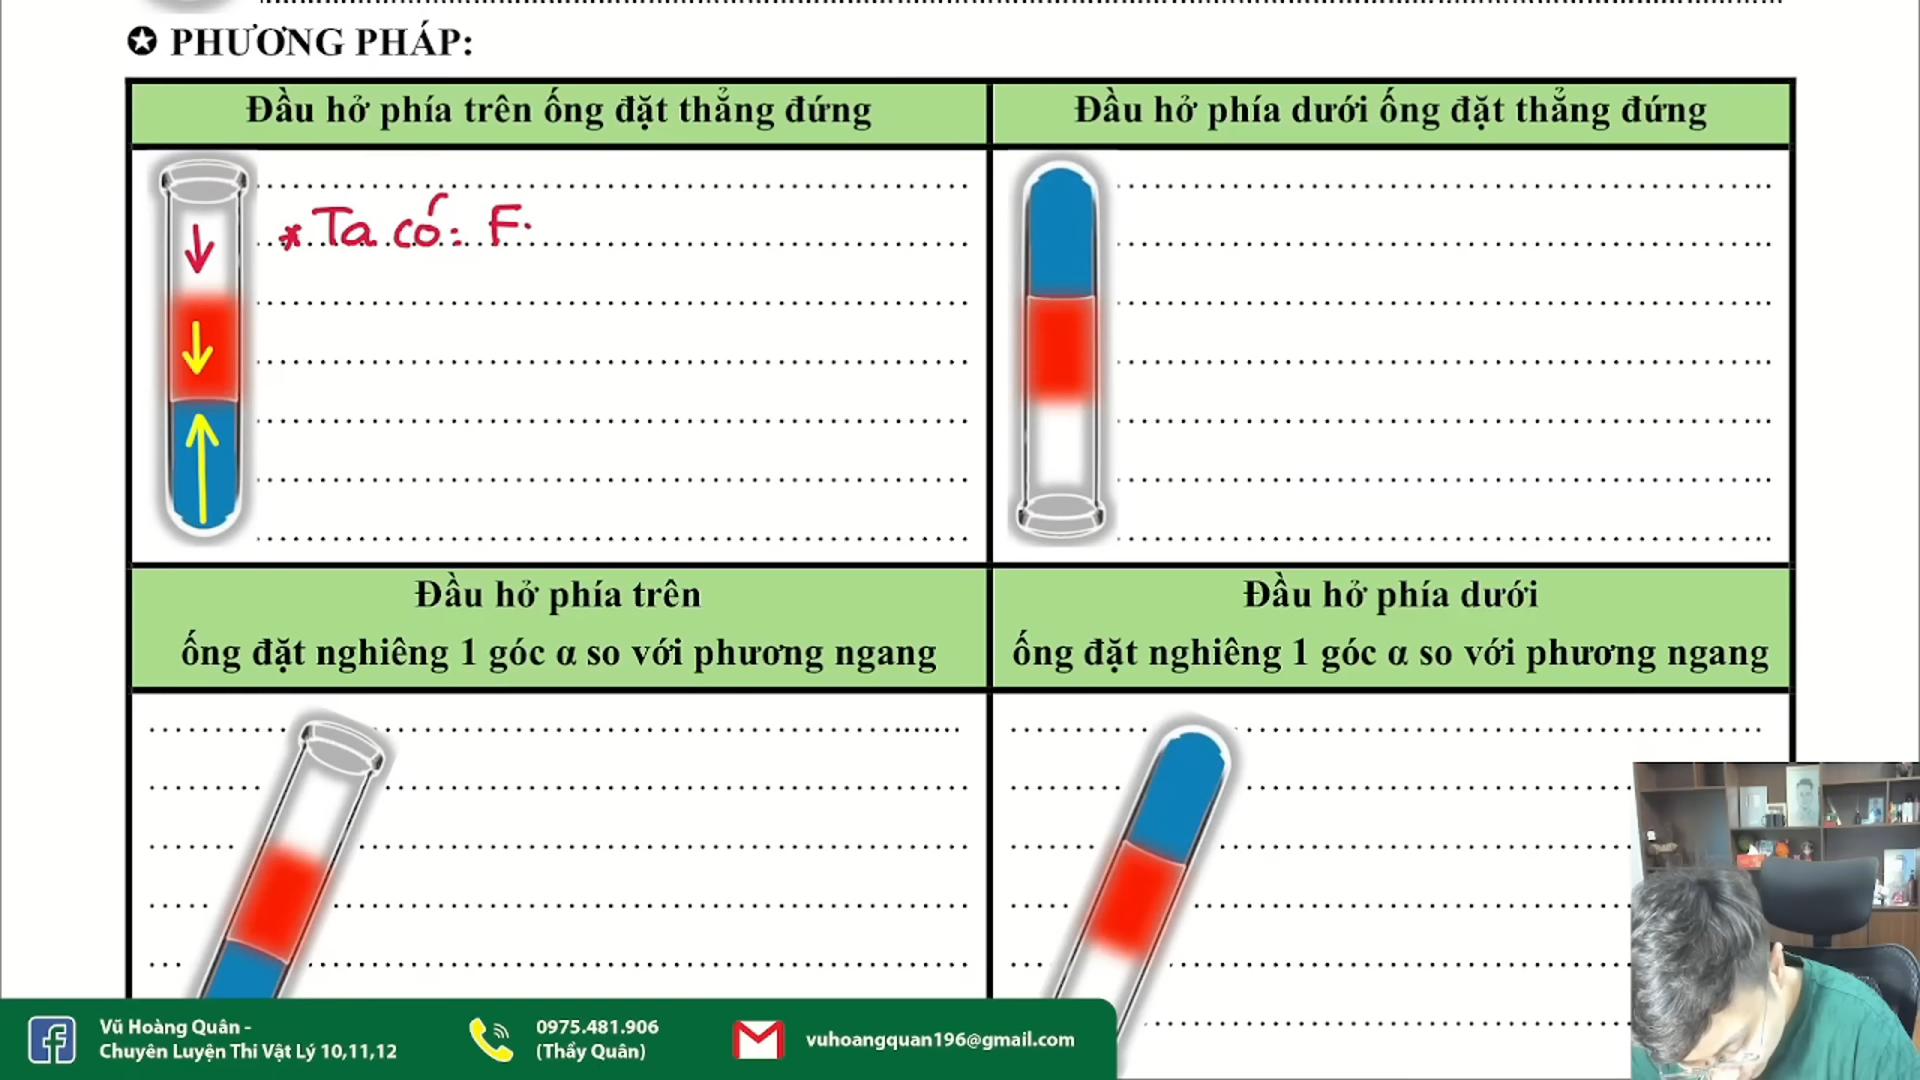 ✪ PHƯƠNG PHÁP:
Đầu hở phía trên ống đặt thẳng đứng
Đầu hở phía dưới ống đặt thẳng đứng
* Ta có: F
Đầu hở phía trên
ống đặt nghiêng 1 góc α so với phương ngang
Đầu hở phía dưới
ống đặt nghiêng 1 góc α so với phương ngang
Vũ Hoàng Quân -
Chuyên Luyện Thi Vật Lý 10,11,12
0975.481.906
(Thầy Quân)
vuhoangquan196@gmail.com